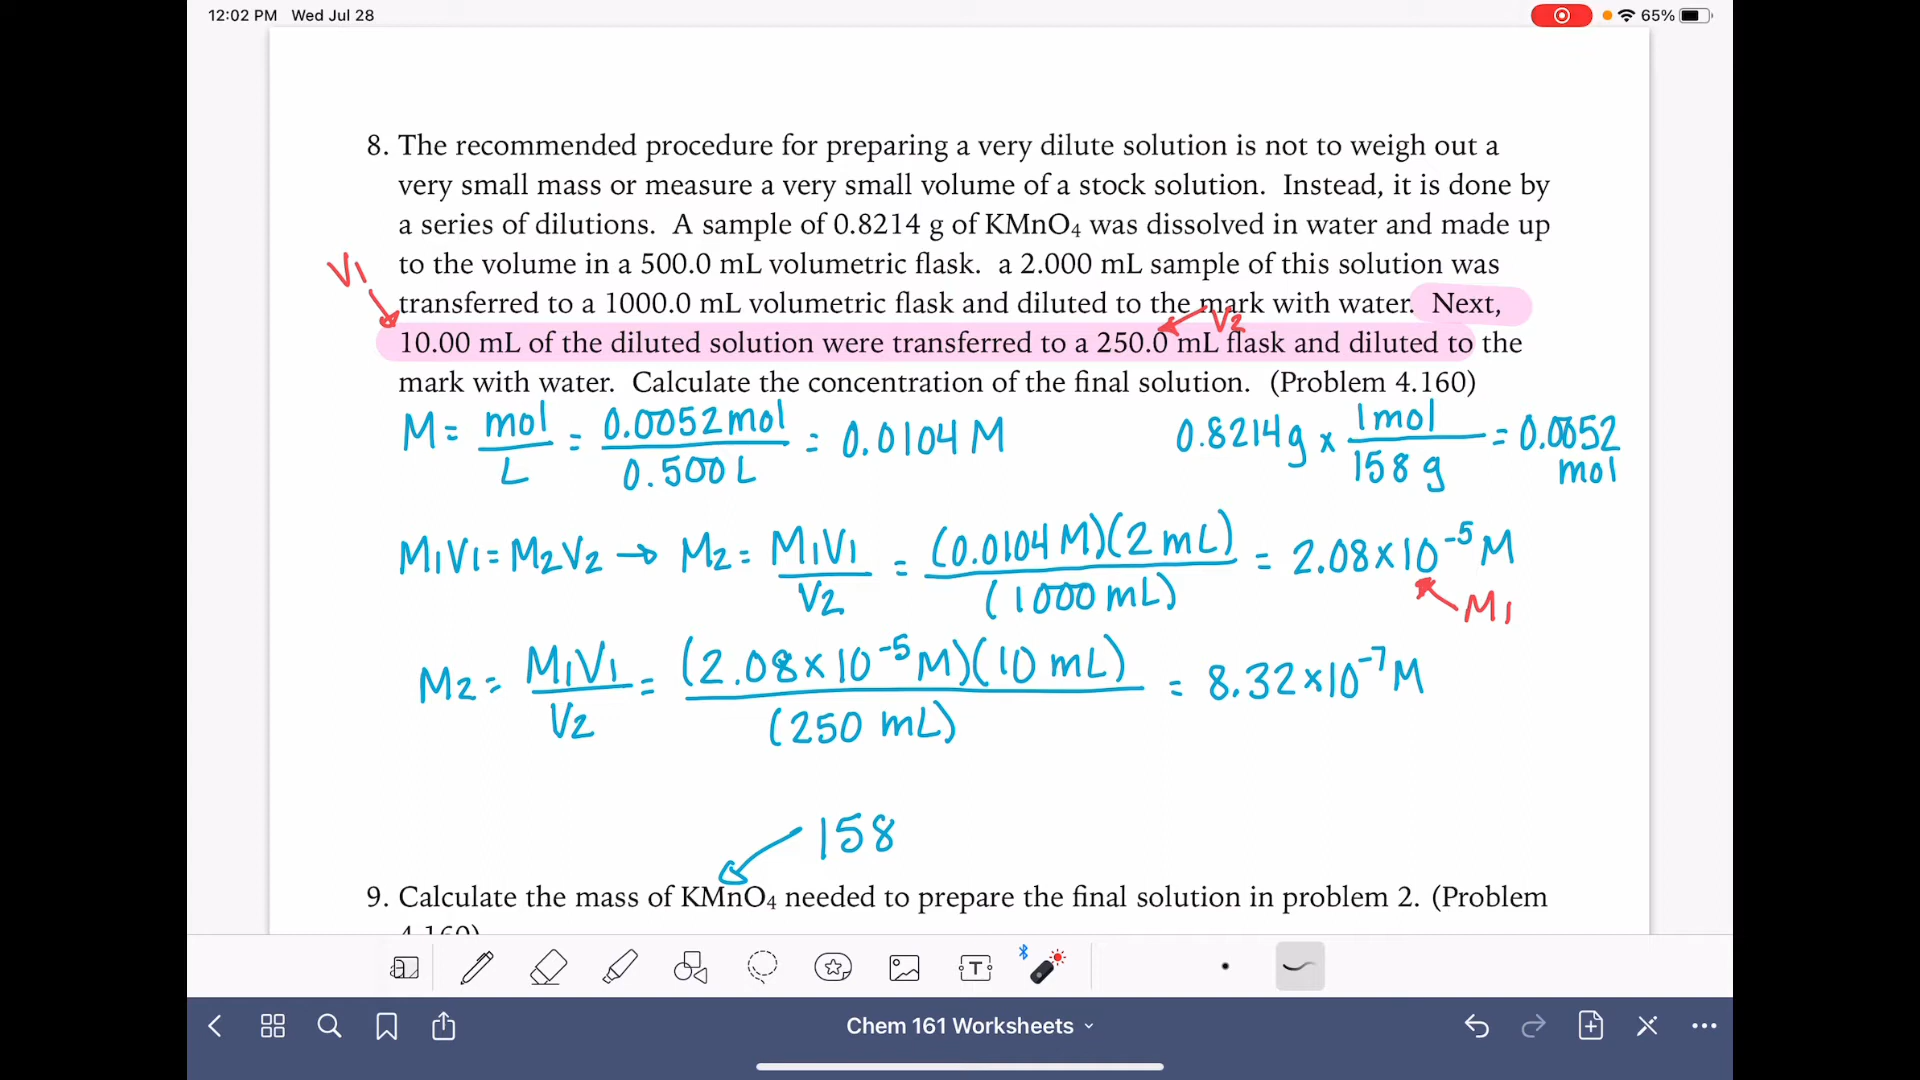 12:02 PM Wed Jul 28
65%
8. The recommended procedure for preparing a very dilute solution is not to weigh out a
very small mass or measure a very small volume of a stock solution. Instead, it is done by
a series of dilutions. A sample of 0.8214 g of KMnO4 was dissolved in water and made up
V1
to the volume in a 500.0 mL volumetric flask. a 2.000 mL sample of this solution was
transferred to a 1000.0 mL volumetric flask and diluted to the mark with water. Next,
V2
10.00 mL of the diluted solution were transferred to a 250.0 mL flask and diluted to the
mark with water. Calculate the concentration of the final solution. (Problem 4.160)
M = mol / L = 0.0052 mol / 0.500 L = 0.0104 M
0.8214 g x 1 mol / 158 g = 0.0052 mol
M1V1 = M2V2 → M2 = M1V1 / V2 = (0.0104 M)(2 mL) / (1000 mL) = 2.08×10⁻⁵ M
M1
M2 = M1V1 / V2 = (2.08×10⁻⁵ M)(10 mL) / (250 mL) = 8.32×10⁻⁷ M
158
9. Calculate the mass of KMnO4 needed to prepare the final solution in problem 2. (Problem
4.160)
T
Chem 161 Worksheets